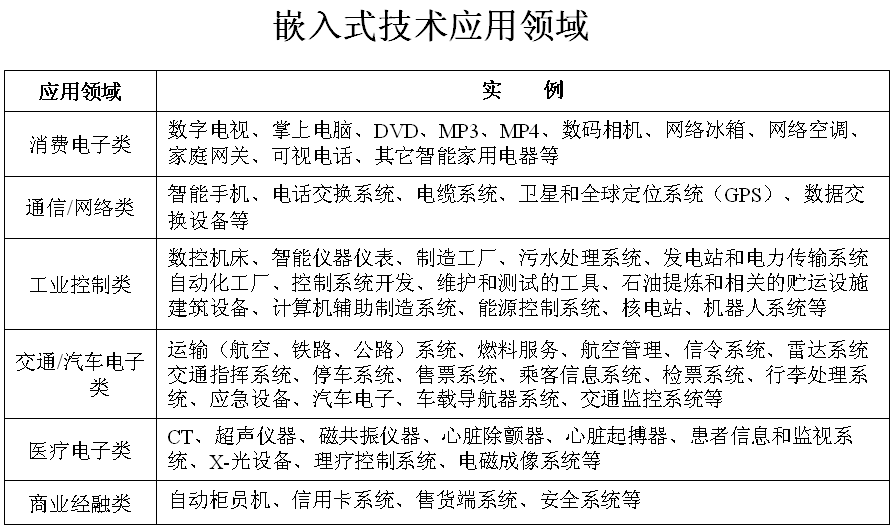 嵌入式技术应用领域
应用领域
实 例
消费电子类
数字电视、掌上电脑、DVD、MP3、MP4、数码相机、网络冰箱、网络空调、
家庭网关、可视电话、其它智能家用电器等
通信/网络类
智能手机、电话交换系统、电缆系统、卫星和全球定位系统（GPS）、数据交
换设备等
工业控制类
数控机床、智能仪器仪表、制造工厂、污水处理系统、发电站和电力传输系统
自动化工厂、控制系统开发、维护和测试的工具、石油提炼和相关的贮运设施
建筑设备、计算机辅助制造系统、能源控制系统、核电站、机器人系统等
交通/汽车电子
类
运输（航空、铁路、公路）系统、燃料服务、航空管理、信令系统、雷达系统
交通指挥系统、停车系统、售票系统、乘客信息系统、检票系统、行李处理系
统、应急设备、汽车电子、车载导航器系统、交通监控系统等
医疗电子类
CT、超声仪器、磁共振仪器、心脏除颤器、心脏起搏器、患者信息和监视系
统、X-光设备、理疗控制系统、电磁成像系统等
商业经融类
自动柜员机、信用卡系统、售货端系统、安全系统等